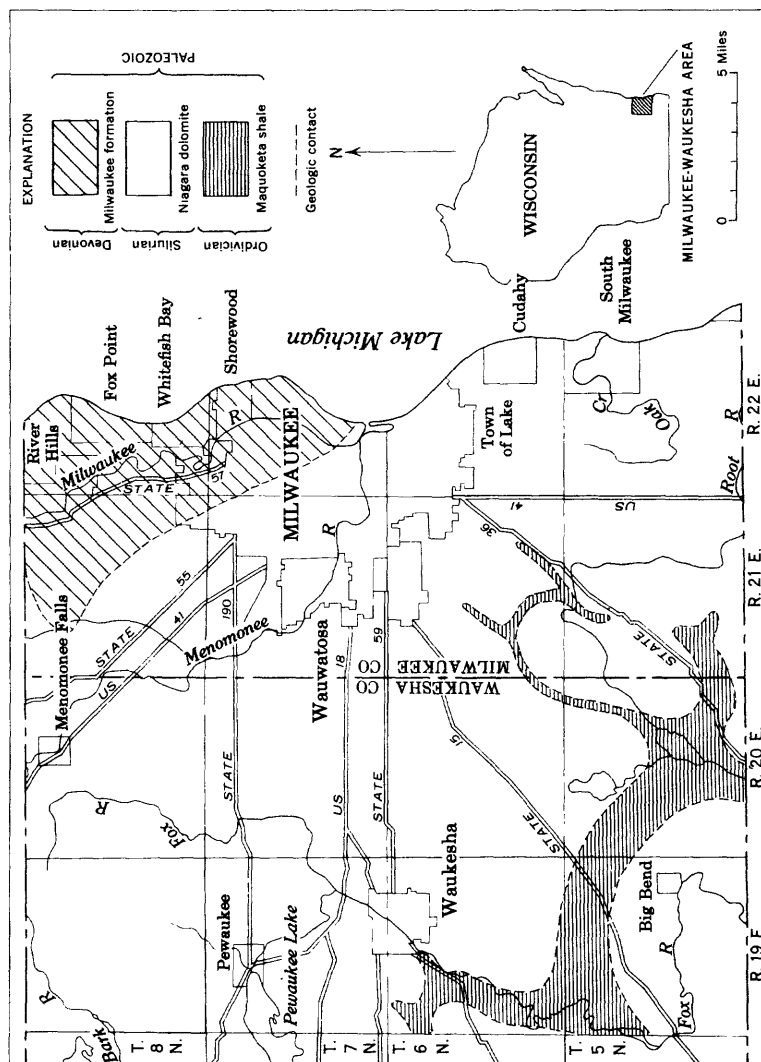 EXPLANATION
Devonian
Milwaukee formation
Silurian
Niagara dolomite
Ordivician
Maquoketa shale
PALEOZOIC
Geologic contact
N
WISCONSIN
MILWAUKEE-WAUKESHA AREA
0
5 Miles
River
Hills
Fox Point
Whitefish Bay
Shorewood
Milwaukee
R
STATE
57
MILWAUKEE
Lake Michigan
Cudahy
South
Milwaukee
Town
of Lake
Oak
Cr
Root
R
Menomonee Falls
STATE
55
US
41
190
Menomonee
R
Wauwatosa
18
59
WAUKESHA CO
MILWAUKEE CO
36
US
41
STATE
Fox
R
STATE
US
STATE
15
STATE
Bark
R
Pewaukee
Pewaukee Lake
Waukesha
Big Bend
Fox
R
T.
8
N.
T.
7
N.
T.
6
N.
T.
5
N.
R. 19 E.
R. 20 E.
R. 21 E.
R. 22 E.